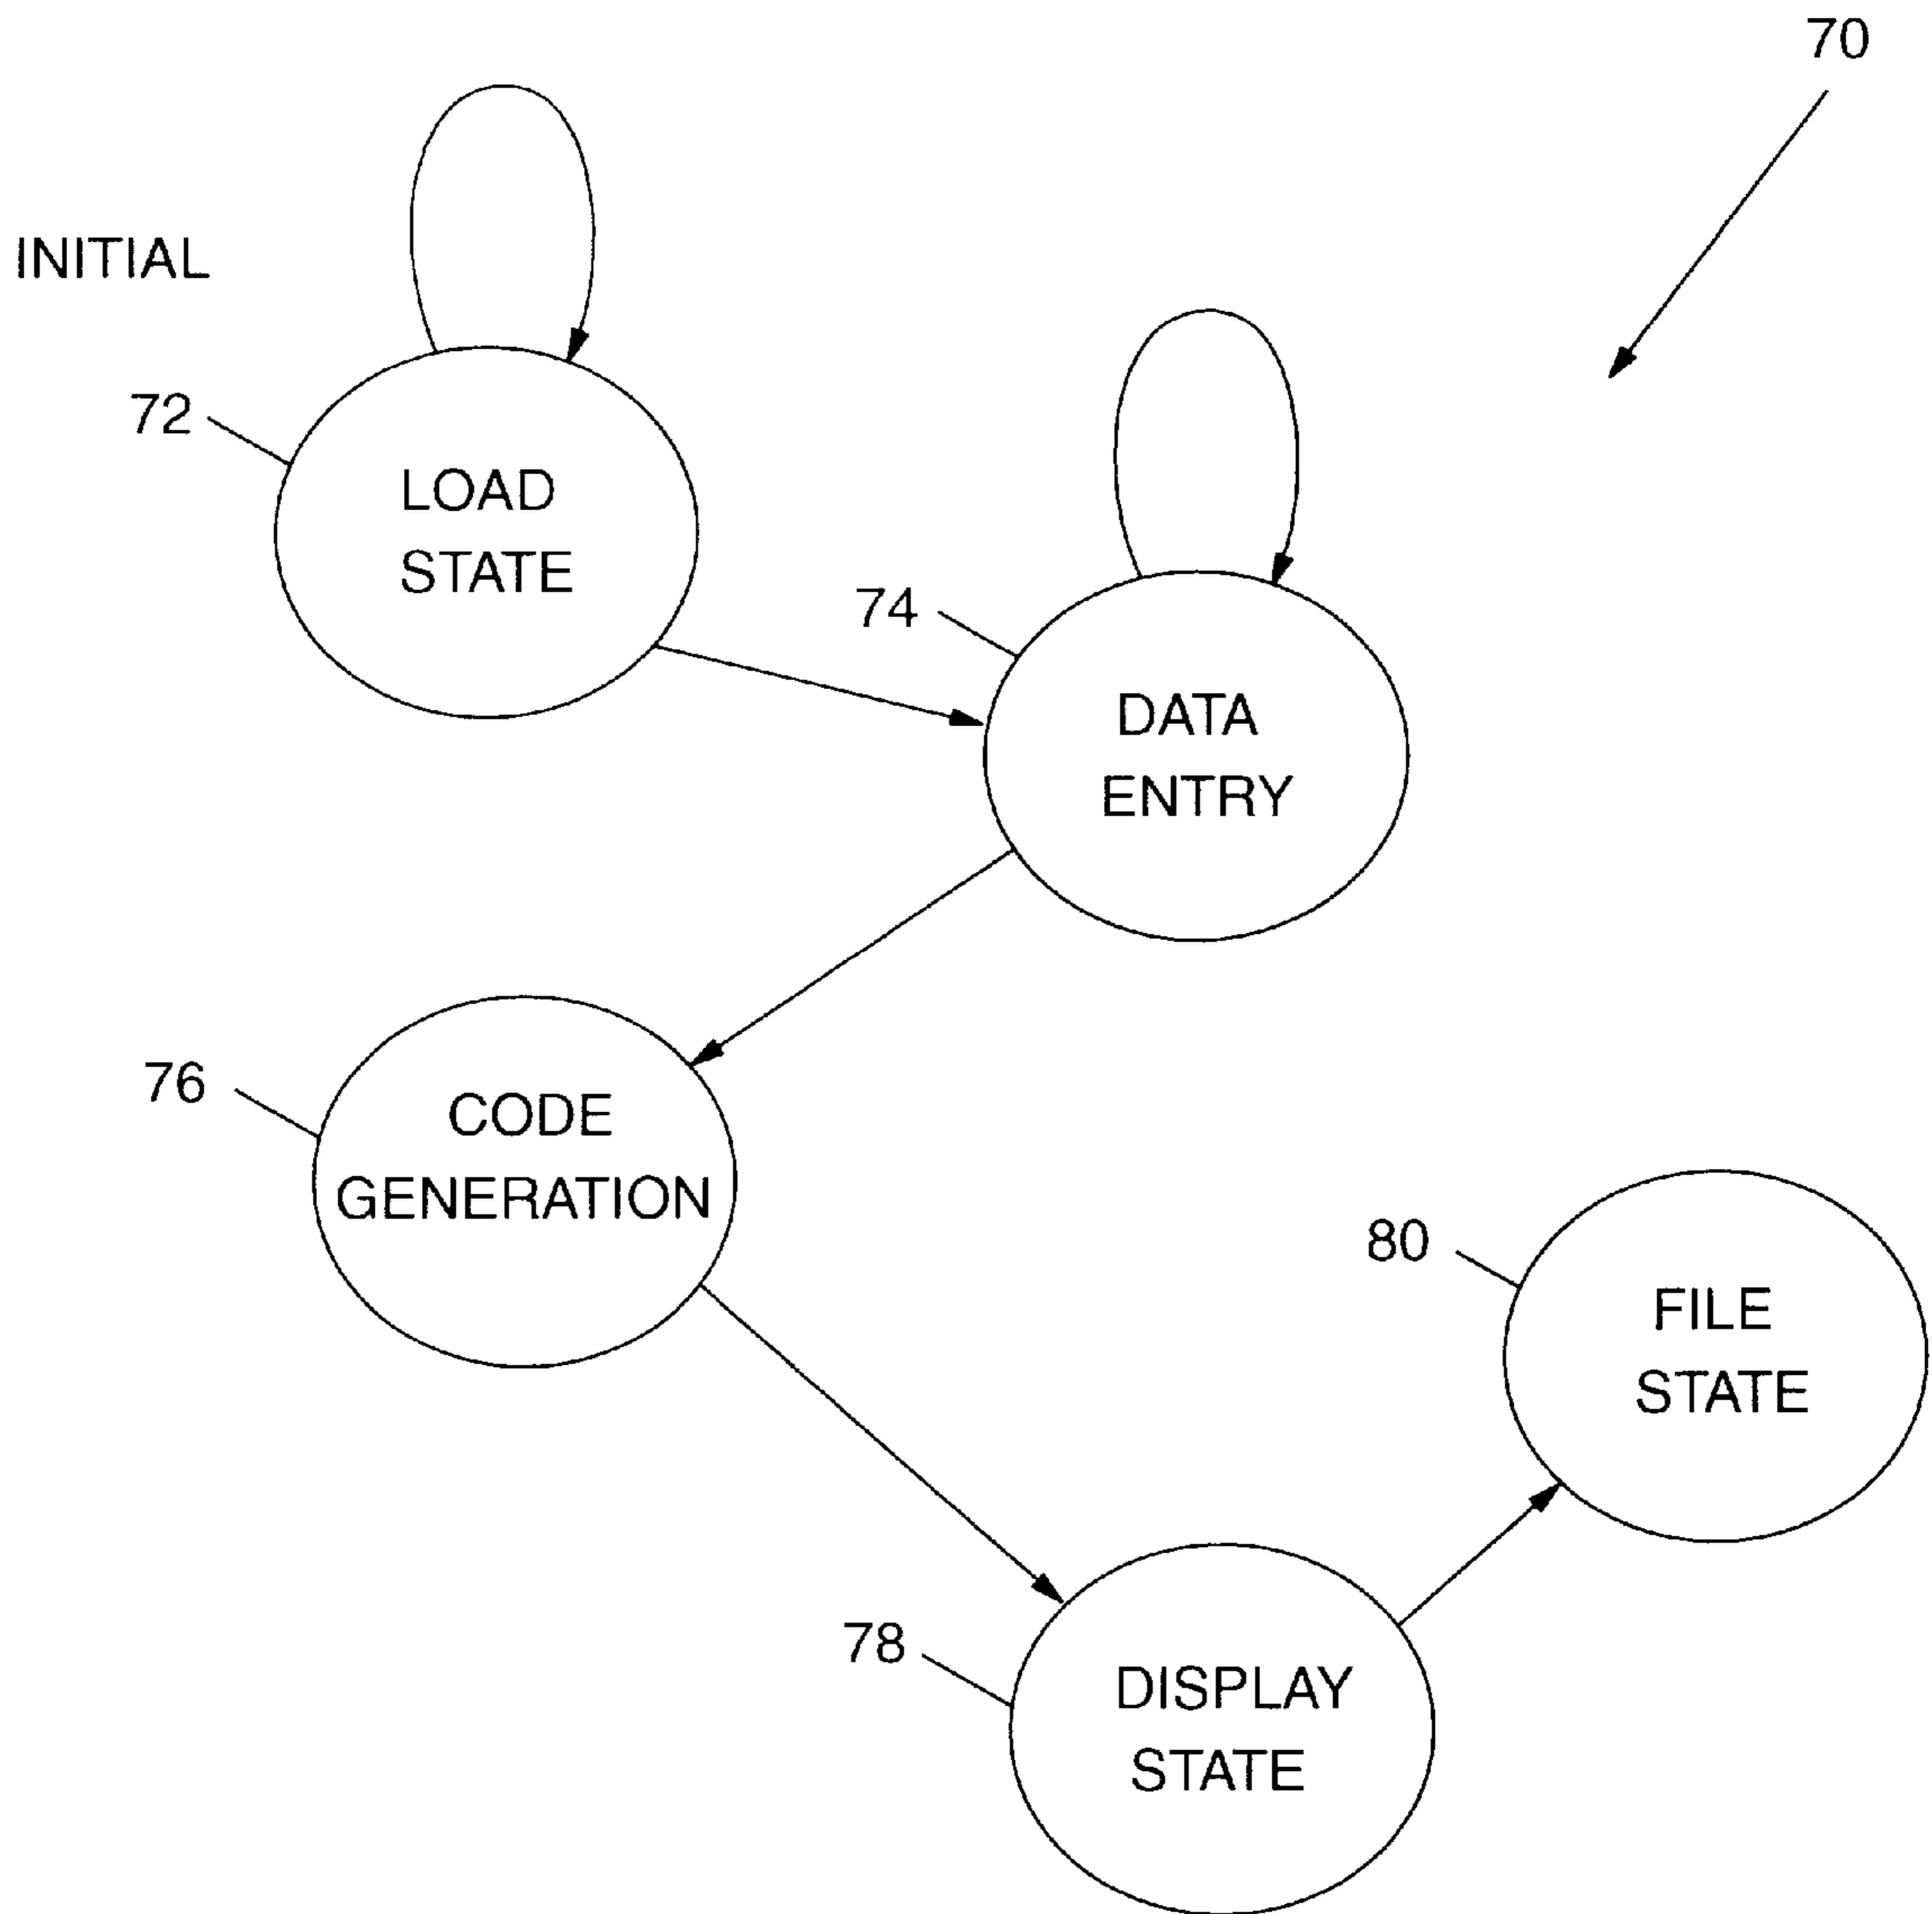 70
INITIAL
72
LOAD
STATE
74
DATA
ENTRY
76
CODE
GENERATION
80
FILE
STATE
78
DISPLAY
STATE